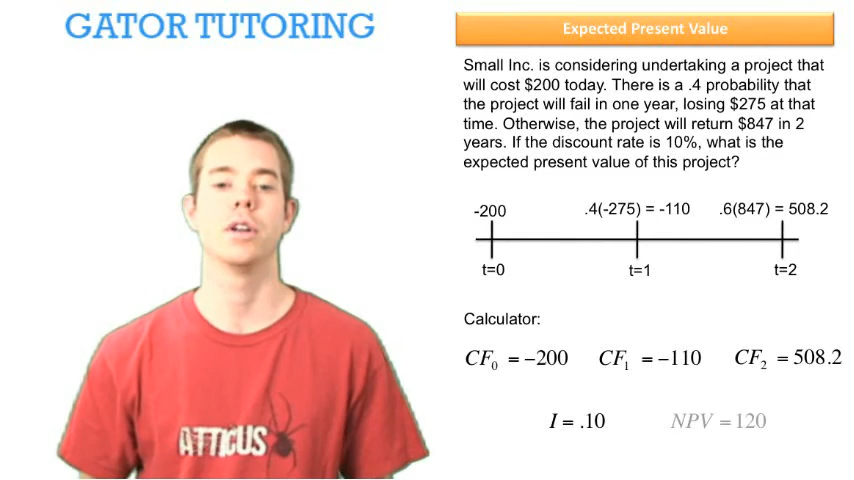 GATOR TUTORING
Expected Present Value
Small Inc. is considering undertaking a project that
will cost $200 today. There is a .4 probability that
the project will fail in one year, losing $275 at that
time. Otherwise, the project will return $847 in 2
years. If the discount rate is 10%, what is the
expected present value of this project?
-200 .4(-275) = -110 .6(847) = 508.2
t=0 t=1 t=2
Calculator:
CF₀ = −200 CF₁ = −110 CF₂ = 508.2
I = .10 NPV = 120
ATTICUS